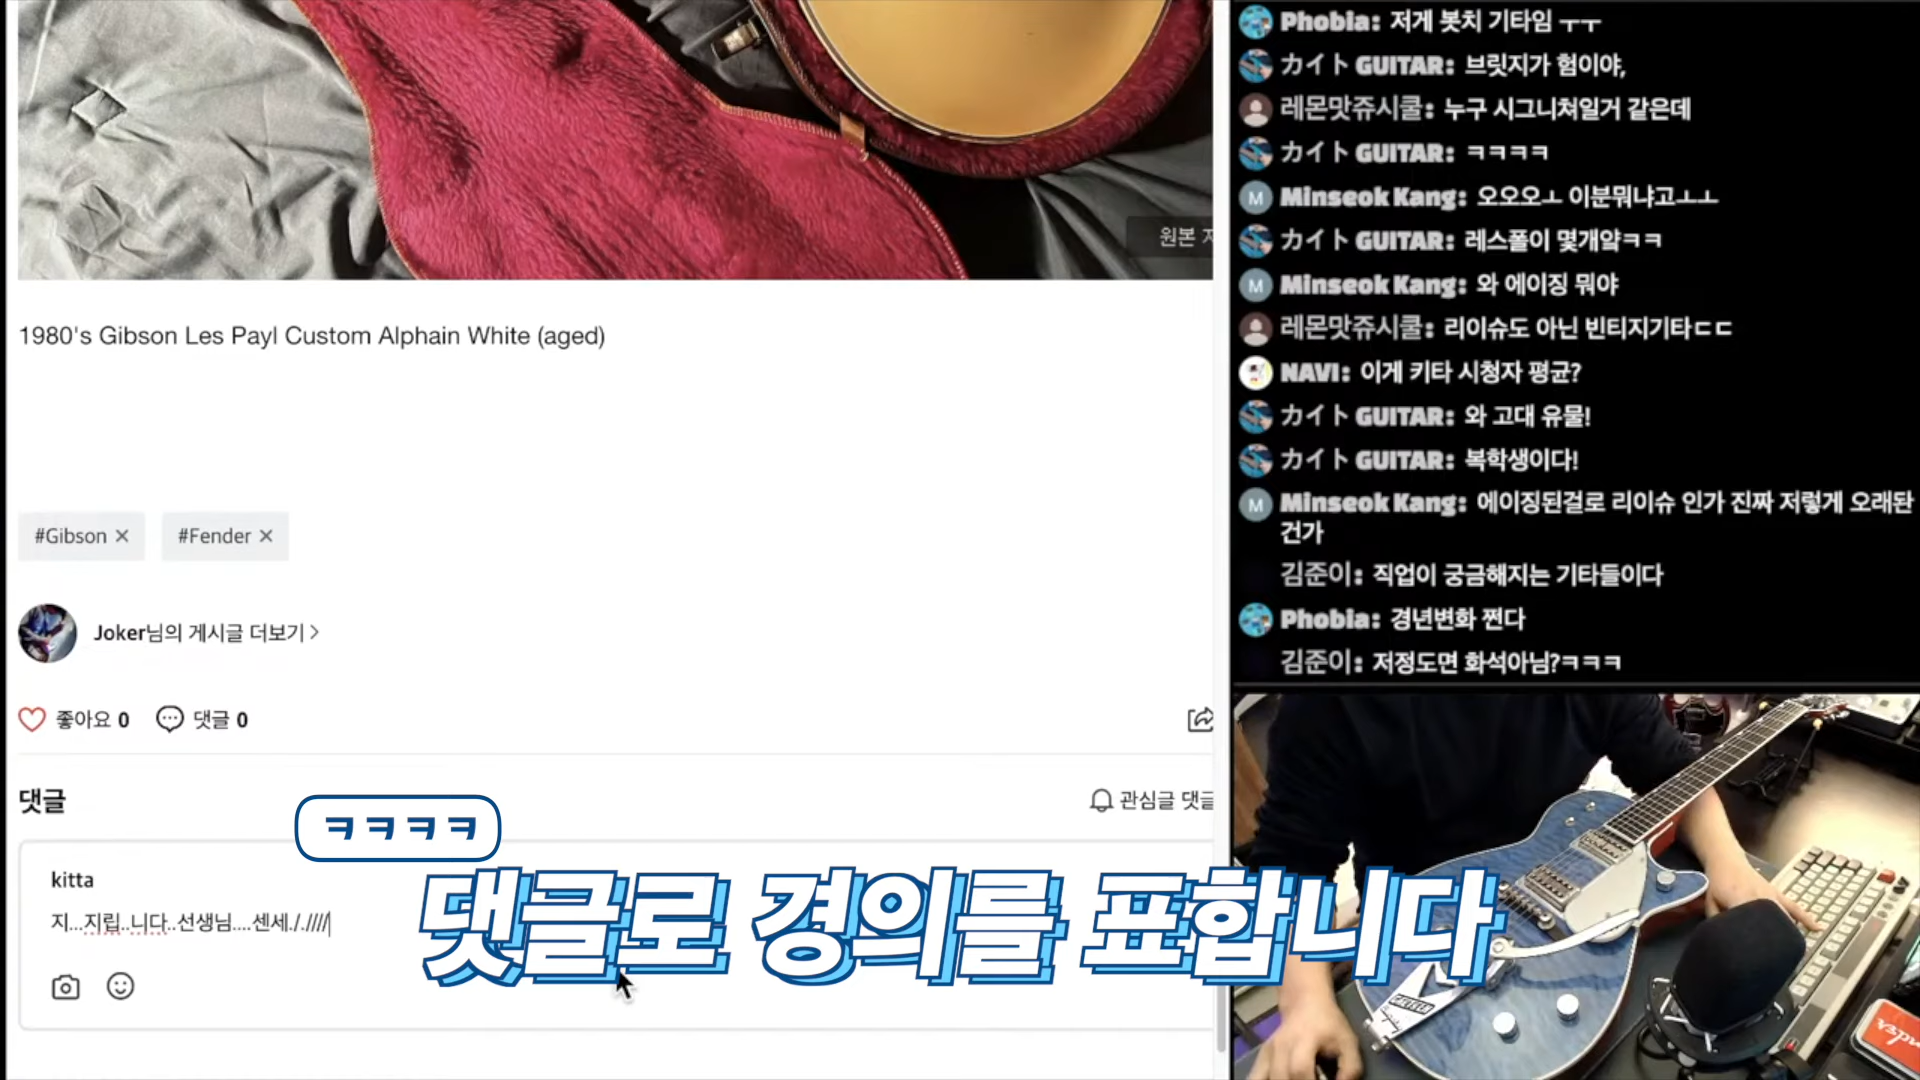 원본 자
1980's Gibson Les Payl Custom Alphain White (aged)
#Gibson ✕ #Fender ✕
Joker님의 게시글 더보기 >
좋아요 0 댓글 0
댓글
관심글 댓글
ㅋㅋㅋㅋ
kitta
지...지립..니다..선생님....센세././///
댓글로 경의를 표합니다
Phobia: 저게 봇치 기타임 ㅜㅜ
カイト GUITAR: 브릿지가 험이야,
레몬맛쥬시쿨: 누구 시그니쳐일거 같은데
カイト GUITAR: ㅋㅋㅋㅋ
M Minseok Kang: 오오오ㅗ 이분뭐냐고ㅗㅗ
カイト GUITAR: 레스폴이 몇개얔ㅋㅋ
M Minseok Kang: 와 에이징 뭐야
레몬맛쥬시쿨: 리이슈도 아닌 빈티지기타ㄷㄷ
NAVI: 이게 키타 시청자 평균?
カイト GUITAR: 와 고대 유물!
カイト GUITAR: 복학생이다!
M Minseok Kang: 에이징된걸로 리이슈 인가 진짜 저렇게 오래돤
건가
김준이: 직업이 궁금해지는 기타들이다
Phobia: 경년변화 쩐다
김준이: 저정도면 화석아님?ㅋㅋㅋ